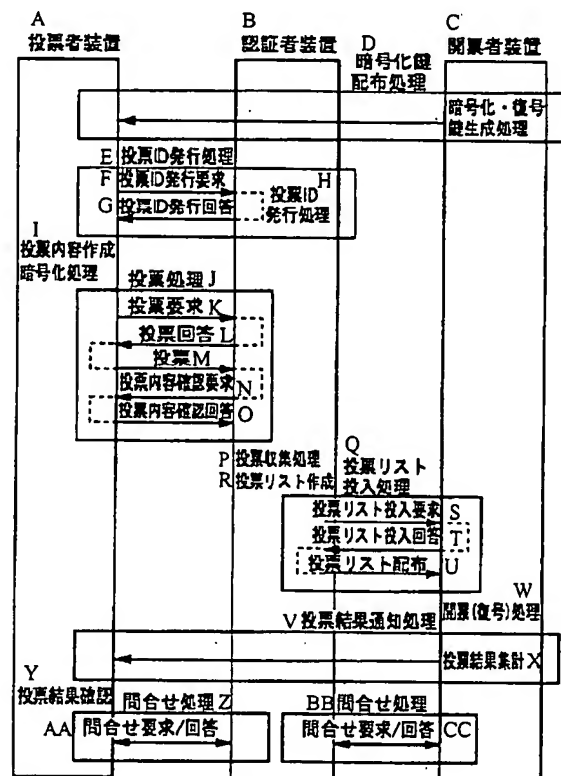 A
投票者装置
B
認証者装置
C
開票者装置
D
暗号化鍵
配布処理
暗号化・復号
鍵生成処理
E 投票ID発行処理
F 投票ID発行要求
G 投票ID発行回答
H
投票ID
発行処理
I
投票内容作成
暗号化処理
投票処理 J
投票要求 K
投票回答 L
投票 M
投票内容確認要求 N
投票内容確認回答 O
P 投票収集処理
R 投票リスト作成
Q
投票リスト
投入処理
投票リスト投入要求 S
投票リスト投入回答 T
投票リスト配布 U
W
開票(復号)処理
V 投票結果通知処理
投票結果集計 X
Y
投票結果確認
問合せ処理 Z
AA 問合せ要求/回答
BB 問合せ処理
問合せ要求/回答 CC